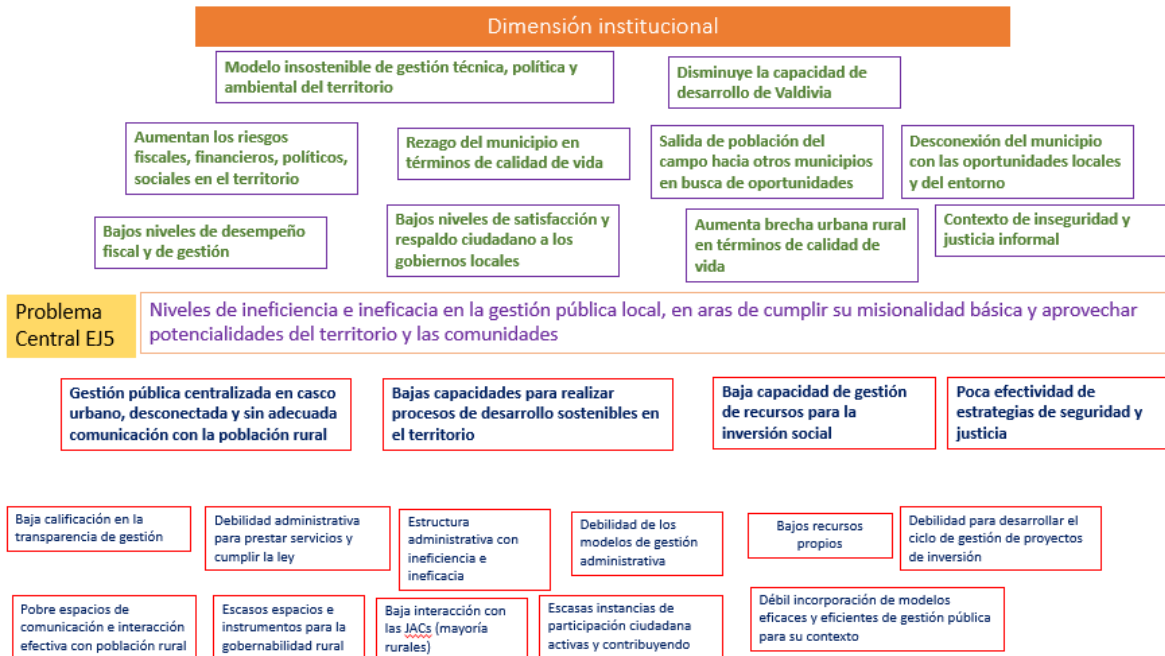 Dimensión institucional
Modelo insostenible de gestión técnica, política y
ambiental del territorio
Disminuye la capacidad de
desarrollo de Valdivia
Aumentan los riesgos
fiscales, financieros, políticos,
sociales en el territorio
Rezago del municipio en
términos de calidad de vida
Salida de población del
campo hacia otros municipios
en busca de oportunidades
Desconexión del municipio
con las oportunidades locales
y del entorno
Bajos niveles de desempeño
fiscal y de gestión
Bajos niveles de satisfacción y
respaldo ciudadano a los
gobiernos locales
Aumenta brecha urbana rural
en términos de calidad de
vida
Contexto de inseguridad y
justicia informal
Problema
Central EJ5
Niveles de ineficiencia e ineficacia en la gestión pública local, en aras de cumplir su misionalidad básica y aprovechar
potencialidades del territorio y las comunidades
Gestión pública centralizada en casco
urbano, desconectada y sin adecuada
comunicación con la población rural
Bajas capacidades para realizar
procesos de desarrollo sostenibles en
el territorio
Baja capacidad de gestión
de recursos para la
inversión social
Poca efectividad de
estrategias de seguridad y
justicia
Baja calificación en la
transparencia de gestión
Debilidad administrativa
para prestar servicios y
cumplir la ley
Estructura
administrativa con
ineficiencia e
ineficacia
Debilidad de los
modelos de gestión
administrativa
Bajos recursos
propios
Debilidad para desarrollar el
ciclo de gestión de proyectos
de inversión
Pobre espacios de
comunicación e interacción
efectiva con población rural
Escasos espacios e
instrumentos para la
gobernabilidad rural
Baja interacción con
las JACs (mayoría
rurales)
Escasas instancias de
participación ciudadana
activas y contribuyendo
Débil incorporación de modelos
eficaces y eficientes de gestión pública
para su contexto